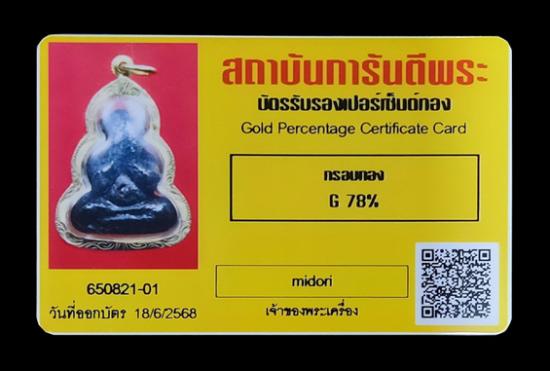 สถาบันการันตีพระ
บัตรรับรองเปอร์เซ็นต์ทอง
Gold Percentage Certificate Card
กรอบทอง
G 78%
midori
เจ้าของพระเครื่อง
650821-01
วันที่ออกบัตร 18/6/2568